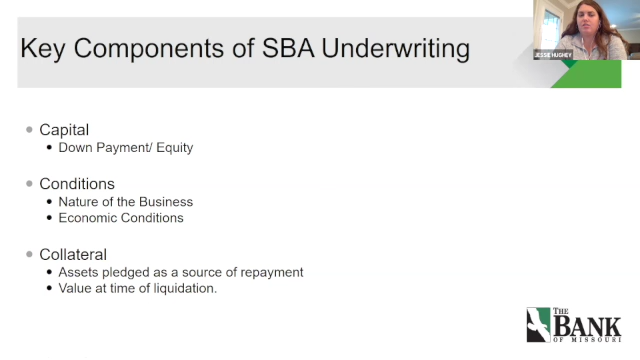 Key Components of SBA Underwriting
JESSIE HUGHEY
Capital
Down Payment/ Equity
Conditions
Nature of the Business
Economic Conditions
Collateral
Assets pledged as a source of repayment
Value at time of liquidation.
THE
BANK
OF MISSOURI